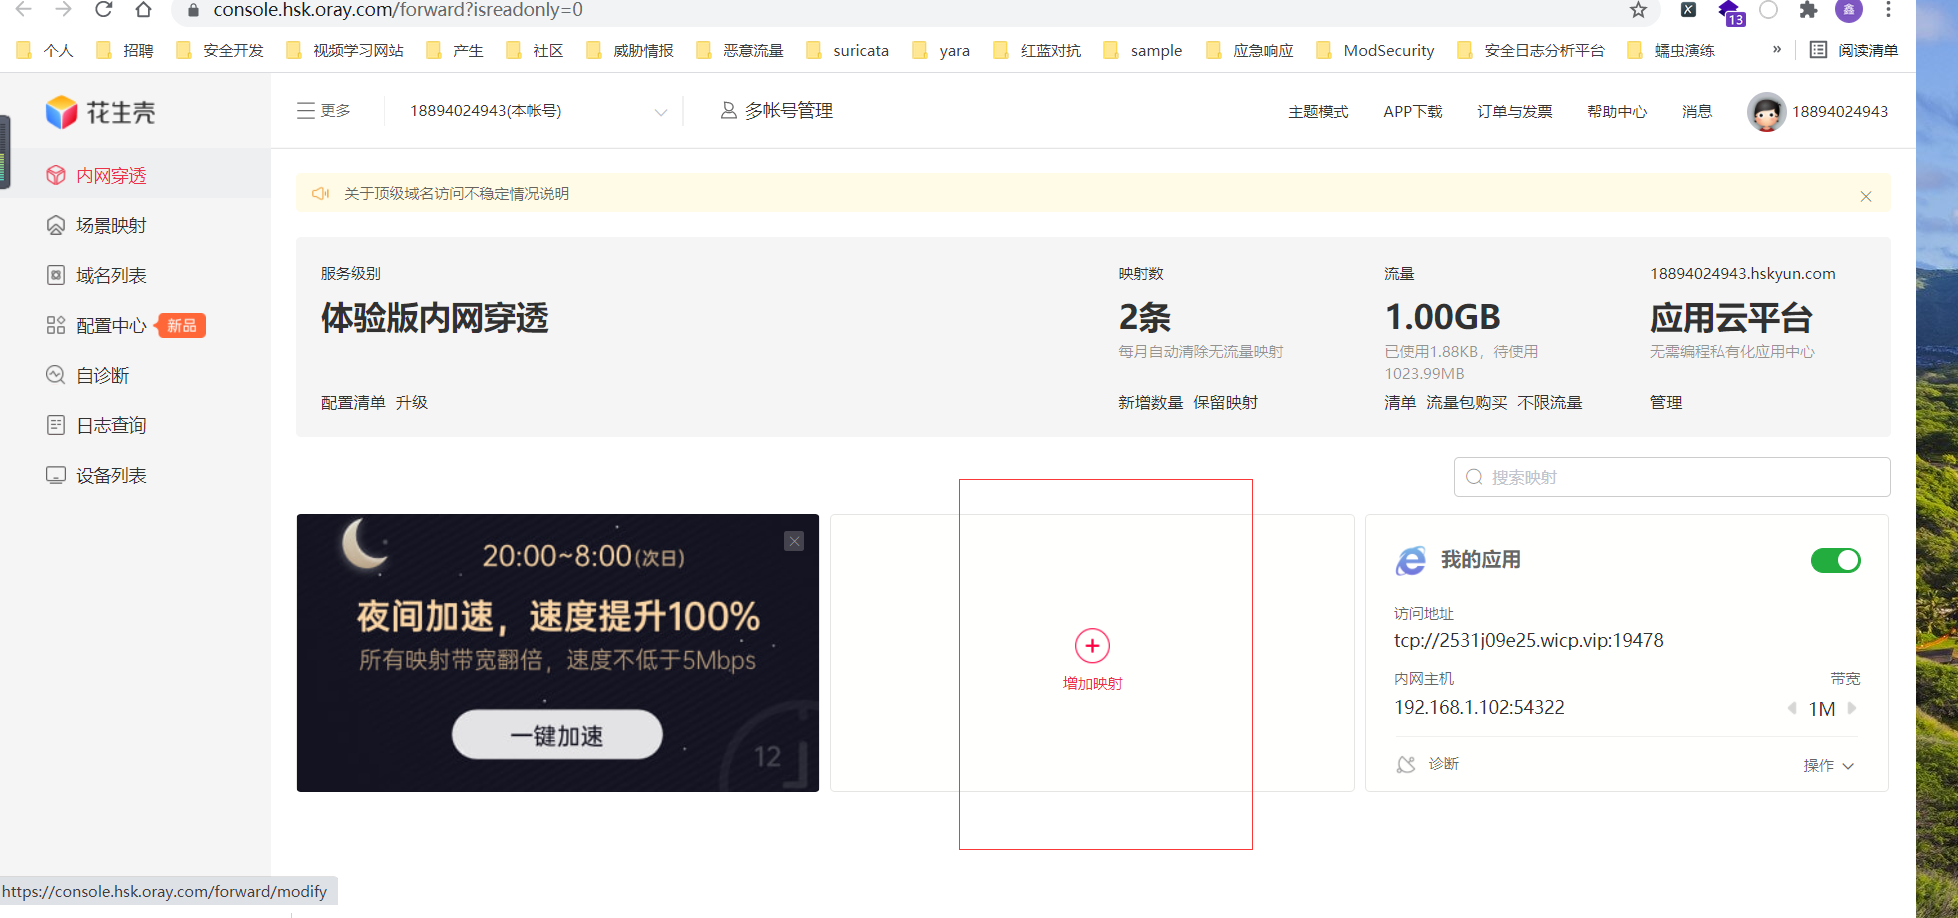 console.hsk.oray.com/forward?isreadonly=0
13
鑫
个人 招聘 安全开发 视频学习网站 产生 社区 威胁情报 恶意流量 suricata yara 红蓝对抗 sample 应急响应 ModSecurity 安全日志分析平台 蠕虫演练 » 阅读清单
花生壳
更多 18894024943(本帐号) 多帐号管理 主题模式 APP下载 订单与发票 帮助中心 消息 18894024943
内网穿透
场景映射
域名列表
配置中心 新品
自诊断
日志查询
设备列表
关于顶级域名访问不稳定情况说明
服务级别
体验版内网穿透
配置清单 升级
映射数
2条
每月自动清除无流量映射
新增数量 保留映射
流量
1.00GB
已使用1.88KB，待使用
1023.99MB
清单 流量包购买 不限流量
18894024943.hskyun.com
应用云平台
无需编程私有化应用中心
管理
搜索映射
20:00~8:00(次日)
夜间加速，速度提升100%
所有映射带宽翻倍，速度不低于5Mbps
一键加速
12
增加映射
我的应用
访问地址
tcp://2531j09e25.wicp.vip:19478
内网主机 带宽
192.168.1.102:54322 1M
诊断 操作
https://console.hsk.oray.com/forward/modify